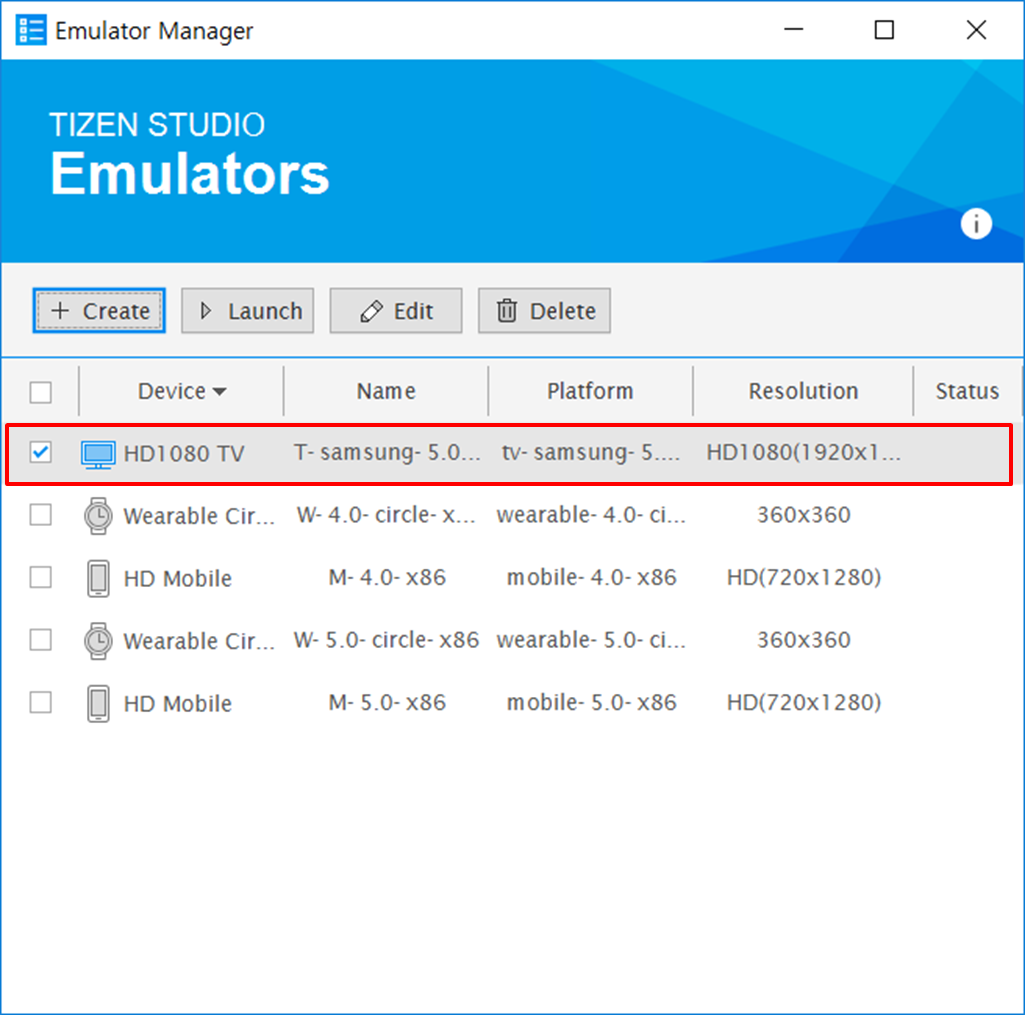 Emulator Manager
TIZEN STUDIO
Emulators
i
+ Create Launch Edit Delete
Device Name Platform Resolution Status
HD1080 TV T- samsung- 5.0... tv- samsung- 5.... HD1080(1920x1...
Wearable Cir... W- 4.0- circle- x... wearable- 4.0- ci... 360x360
HD Mobile M- 4.0- x86 mobile- 4.0- x86 HD(720x1280)
Wearable Cir... W- 5.0- circle- x86 wearable- 5.0- ci... 360x360
HD Mobile M- 5.0- x86 mobile- 5.0- x86 HD(720x1280)